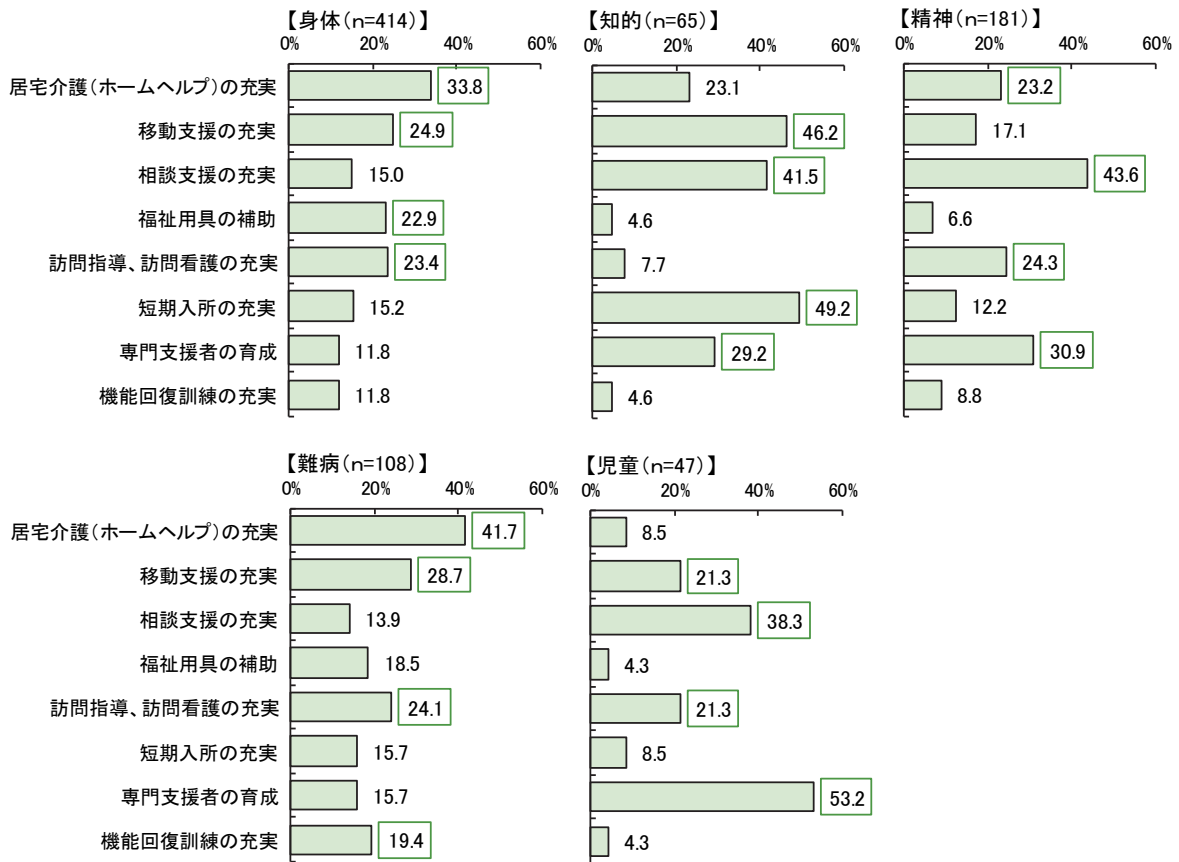 【身体(n=414)】
【知的(n=65)】
【精神(n=181)】
0% 20% 40% 60%
0% 20% 40% 60%
0% 20% 40% 60%
居宅介護(ホームヘルプ)の充実 33.8 23.1 23.2
移動支援の充実 24.9 46.2 17.1
相談支援の充実 15.0 41.5 43.6
福祉用具の補助 22.9 4.6 6.6
訪問指導、訪問看護の充実 23.4 7.7 24.3
短期入所の充実 15.2 49.2 12.2
専門支援者の育成 11.8 29.2 30.9
機能回復訓練の充実 11.8 4.6 8.8
【難病(n=108)】
【児童(n=47)】
0% 20% 40% 60%
0% 20% 40% 60%
居宅介護(ホームヘルプ)の充実 41.7 8.5
移動支援の充実 28.7 21.3
相談支援の充実 13.9 38.3
福祉用具の補助 18.5 4.3
訪問指導、訪問看護の充実 24.1 21.3
短期入所の充実 15.7 8.5
専門支援者の育成 15.7 53.2
機能回復訓練の充実 19.4 4.3